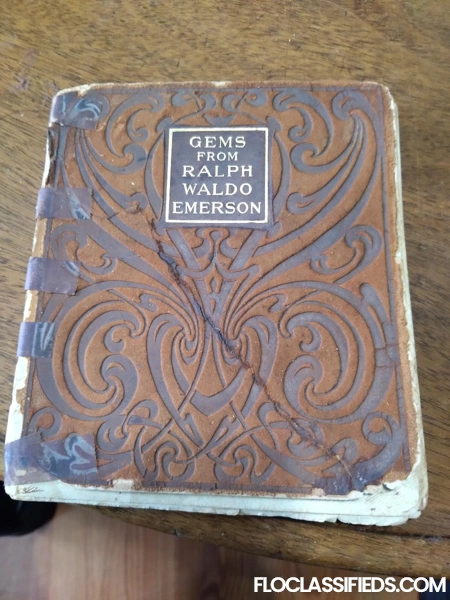 GEMS
FROM
RALPH
WALDO
EMERSON
FLOCLASSIFIEDS.COM